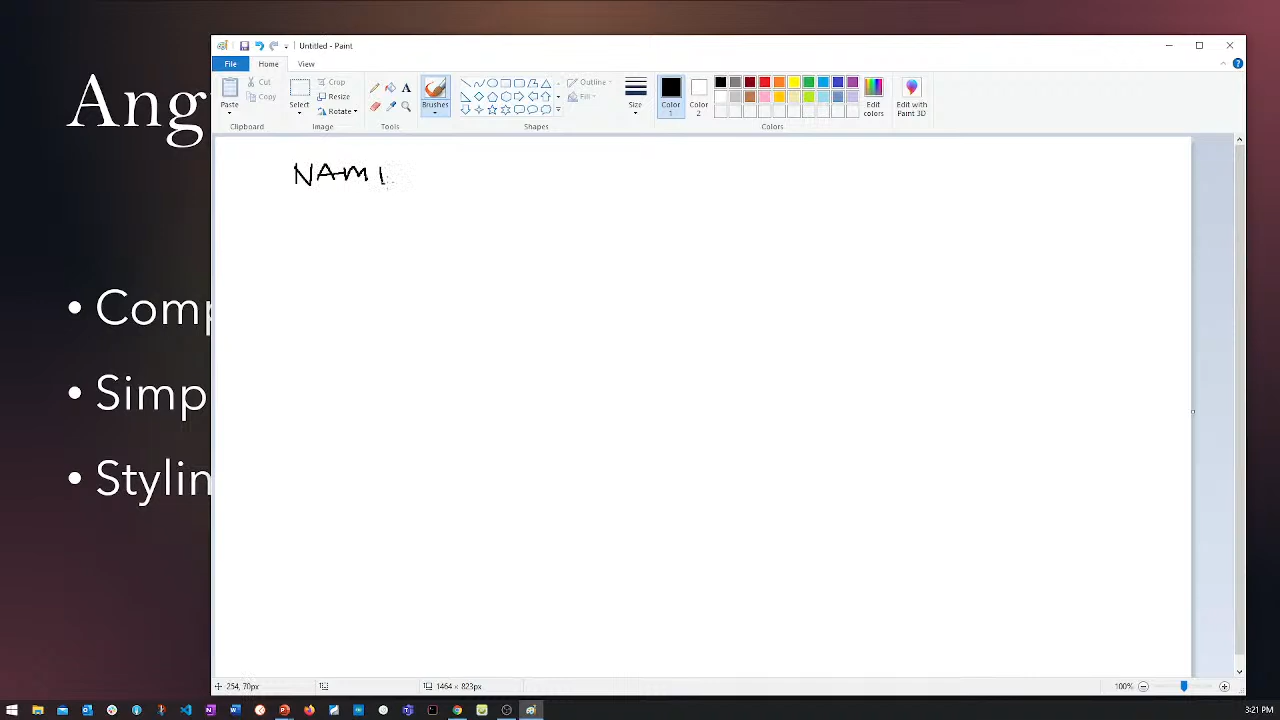 Untitled - Paint
File
Home
View
Ang
Paste
Cut
Copy
Clipboard
Select
Crop
Resize
Rotate
Image
A
Tools
Brushes
Shapes
Outline
Fill
Size
Color
1
Color
2
Edit
colors
Colors
Edit with
Paint 3D
NAMI
• Comp
• Simp
• Stylin
254, 70px
1464 × 823px
100%
3:21 PM